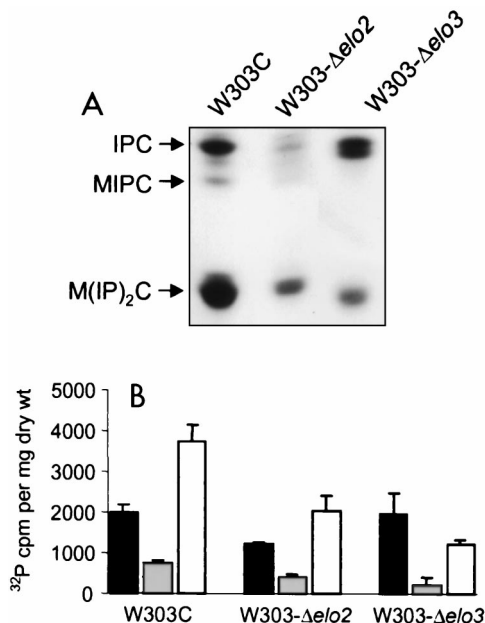 W303C W303-Δelo2 W303-Δelo3
A
IPC
MIPC
M(IP)₂C
B
5000
4000
3000
2000
1000
0
³²P cpm per mg dry wt
W303C W303-Δelo2 W303-Δelo3